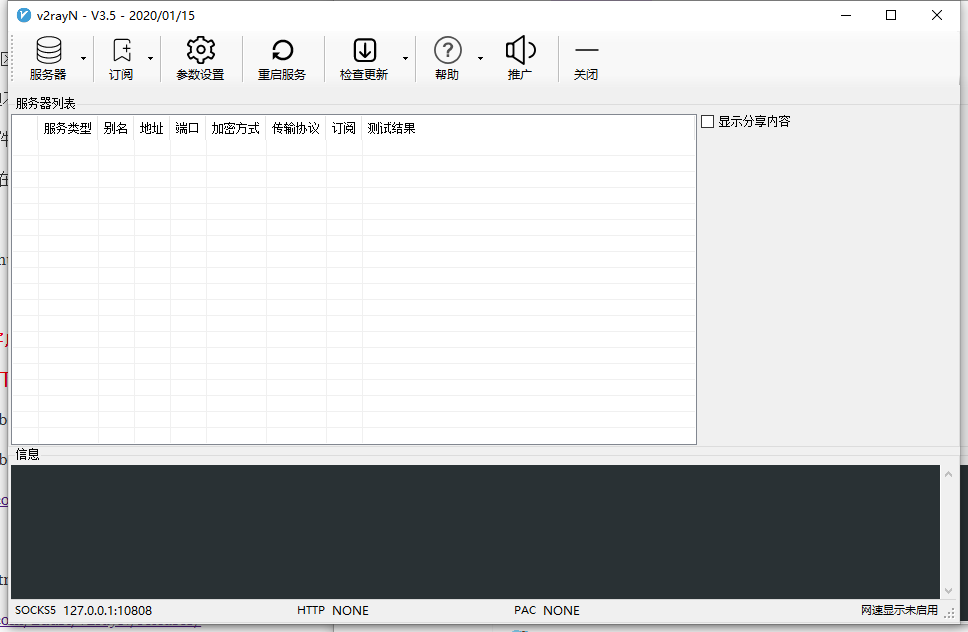 v2rayN - V3.5 - 2020/01/15
服务器 订阅 参数设置 重启服务 检查更新 帮助 推广 关闭
服务器列表
服务类型 别名 地址 端口 加密方式 传输协议 订阅 测试结果
显示分享内容
信息
SOCKS5 127.0.0.1:10808 HTTP NONE PAC NONE 网速显示未启用